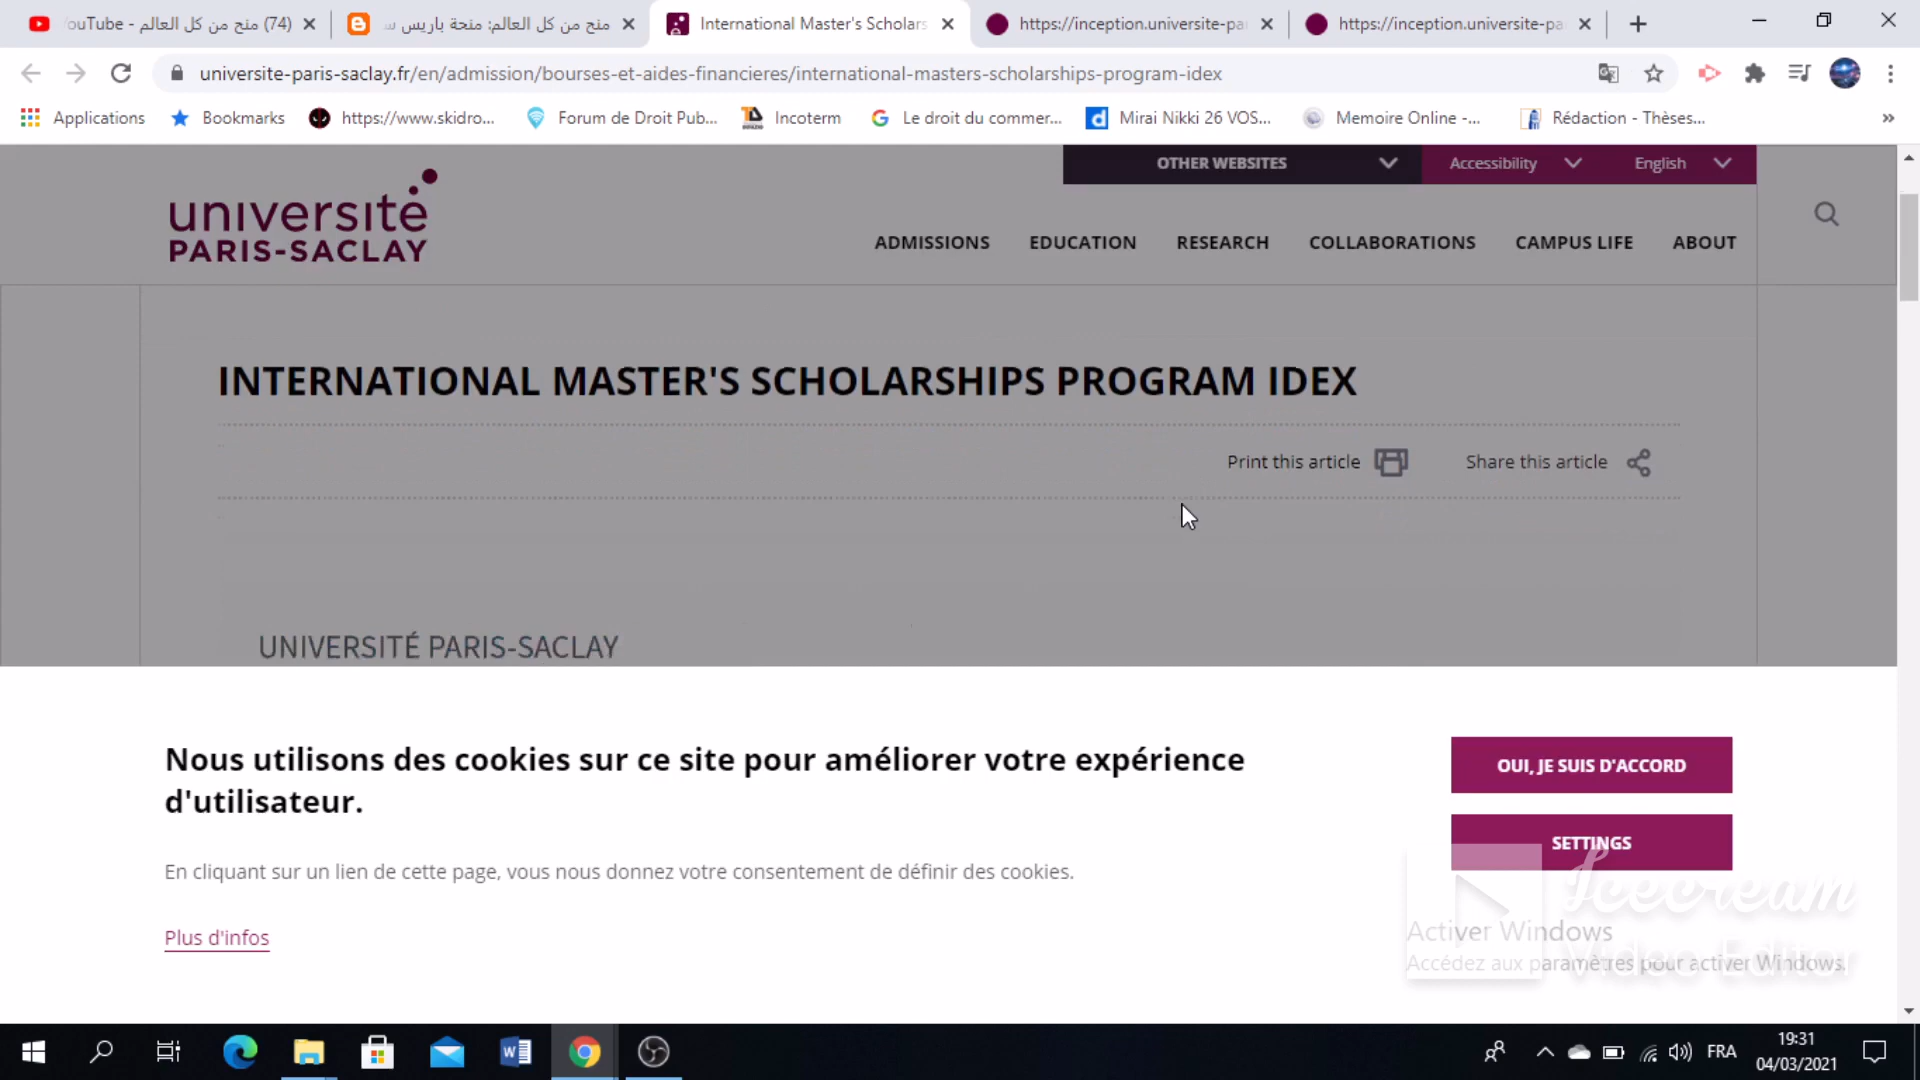 (74) منح من كل العالم - YouTube
منح من كل العالم: منحة باريس س
International Master's Scholars
https://inception.universite-pa
https://inception.universite-pa
universite-paris-saclay.fr/en/admission/bourses-et-aides-financieres/international-masters-scholarships-program-idex
Applications
Bookmarks
https://www.skidro...
Forum de Droit Pub...
Incoterm
Le droit du commer...
Mirai Nikki 26 VOS...
Memoire Online -...
Rédaction - Thèses...
OTHER WEBSITES
Accessibility
English
université
PARIS-SACLAY
ADMISSIONS
EDUCATION
RESEARCH
COLLABORATIONS
CAMPUS LIFE
ABOUT
INTERNATIONAL MASTER'S SCHOLARSHIPS PROGRAM IDEX
Print this article
Share this article
UNIVERSITÉ PARIS-SACLAY
Nous utilisons des cookies sur ce site pour améliorer votre expérience
d'utilisateur.
OUI, JE SUIS D'ACCORD
SETTINGS
En cliquant sur un lien de cette page, vous nous donnez votre consentement de définir des cookies.
Plus d'infos
Icecream
Video Editor
Activer Windows
Accédez aux paramètres pour activer Windows.
FRA
19:31
04/03/2021